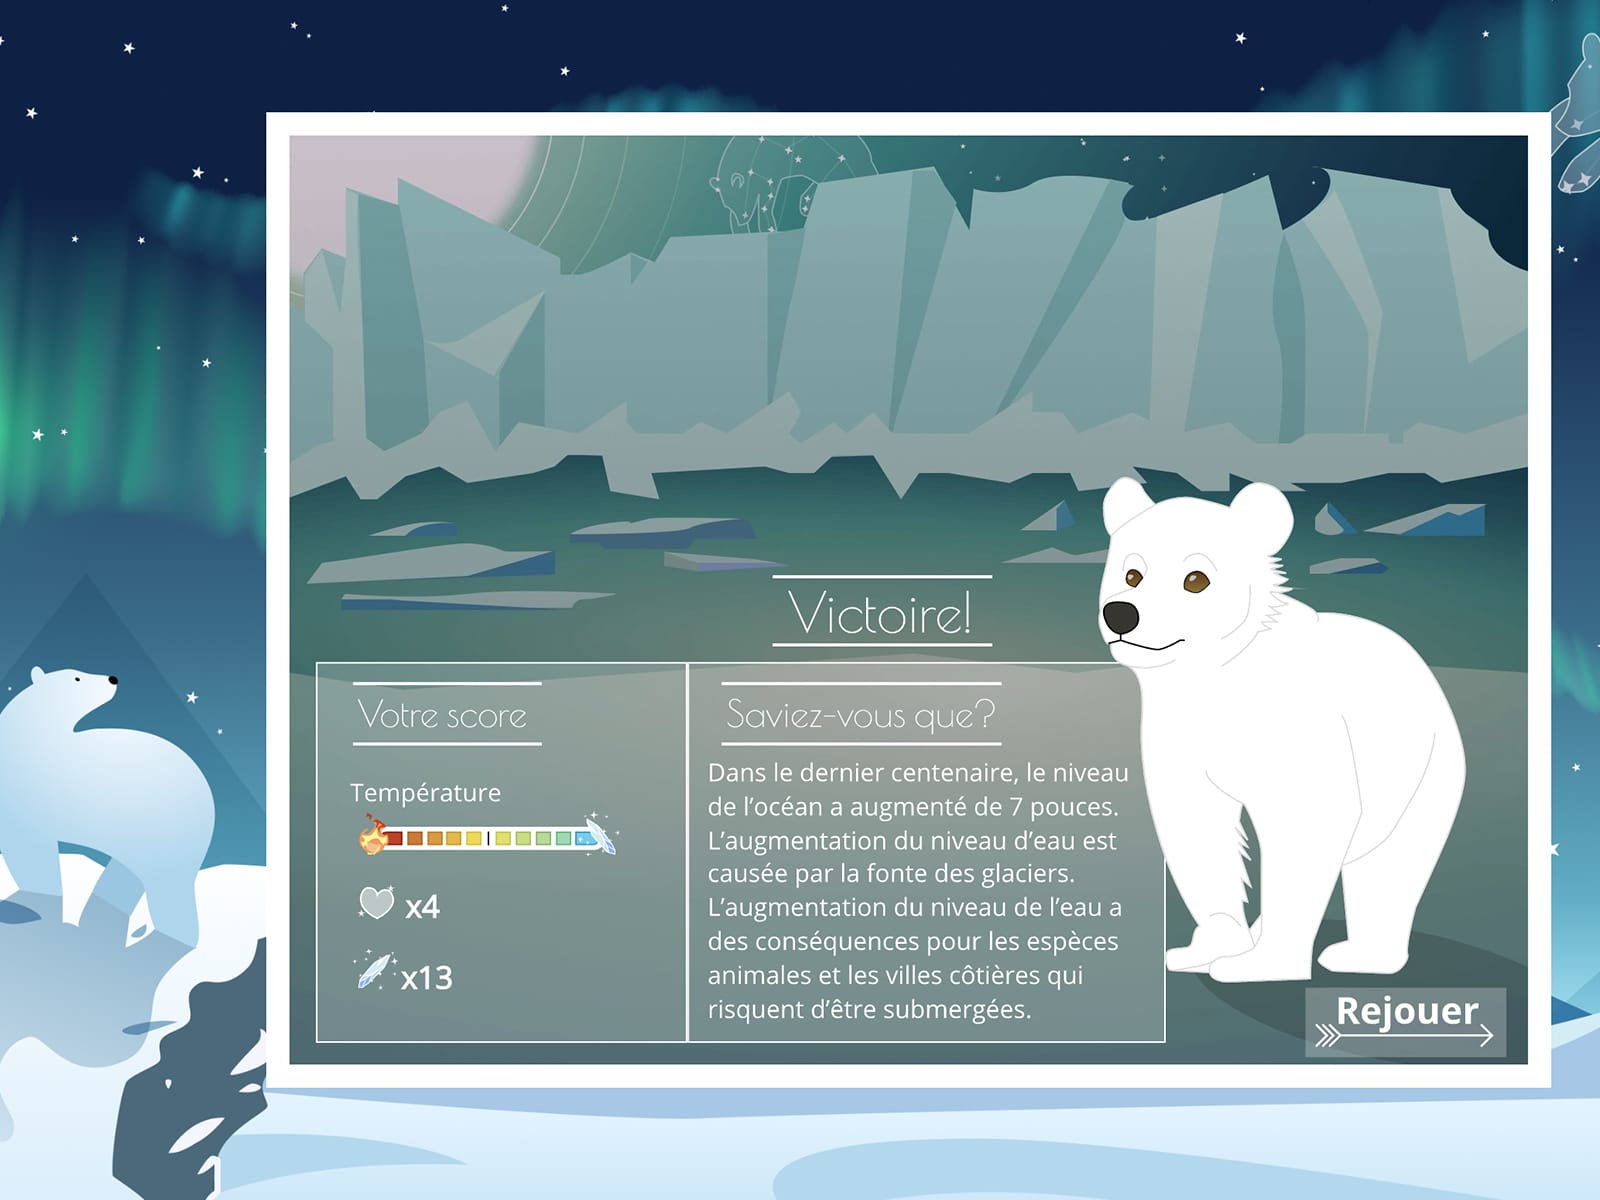 Victoire!
Votre score
Température
x4
x13
Saviez-vous que?
Dans le dernier centenaire, le niveau
de l’océan a augmenté de 7 pouces.
L’augmentation du niveau d’eau est
causée par la fonte des glaciers.
L’augmentation du niveau de l’eau a
des conséquences pour les espèces
animales et les villes côtières qui
risquent d’être submergées.
Rejouer